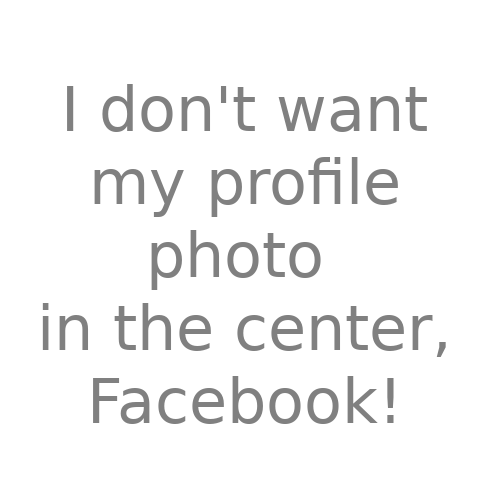 I don't want
my profile
photo
in the center,
Facebook!